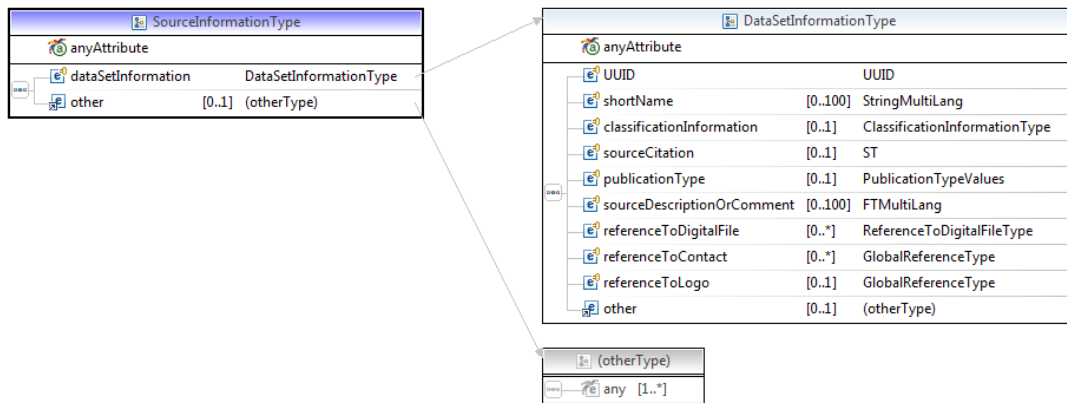 SourceInformationType
anyAttribute
dataSetInformation DataSetInformationType
other [0..1] (otherType)
DataSetInformationType
anyAttribute
UUID UUID
shortName [0..100] StringMultiLang
classificationInformation [0..1] ClassificationInformationType
sourceCitation [0..1] ST
publicationType [0..1] PublicationTypeValues
sourceDescriptionOrComment [0..100] FTMultiLang
referenceToDigitalFile [0..*] ReferenceToDigitalFileType
referenceToContact [0..*] GlobalReferenceType
referenceToLogo [0..1] GlobalReferenceType
other [0..1] (otherType)
(otherType)
any [1..*]